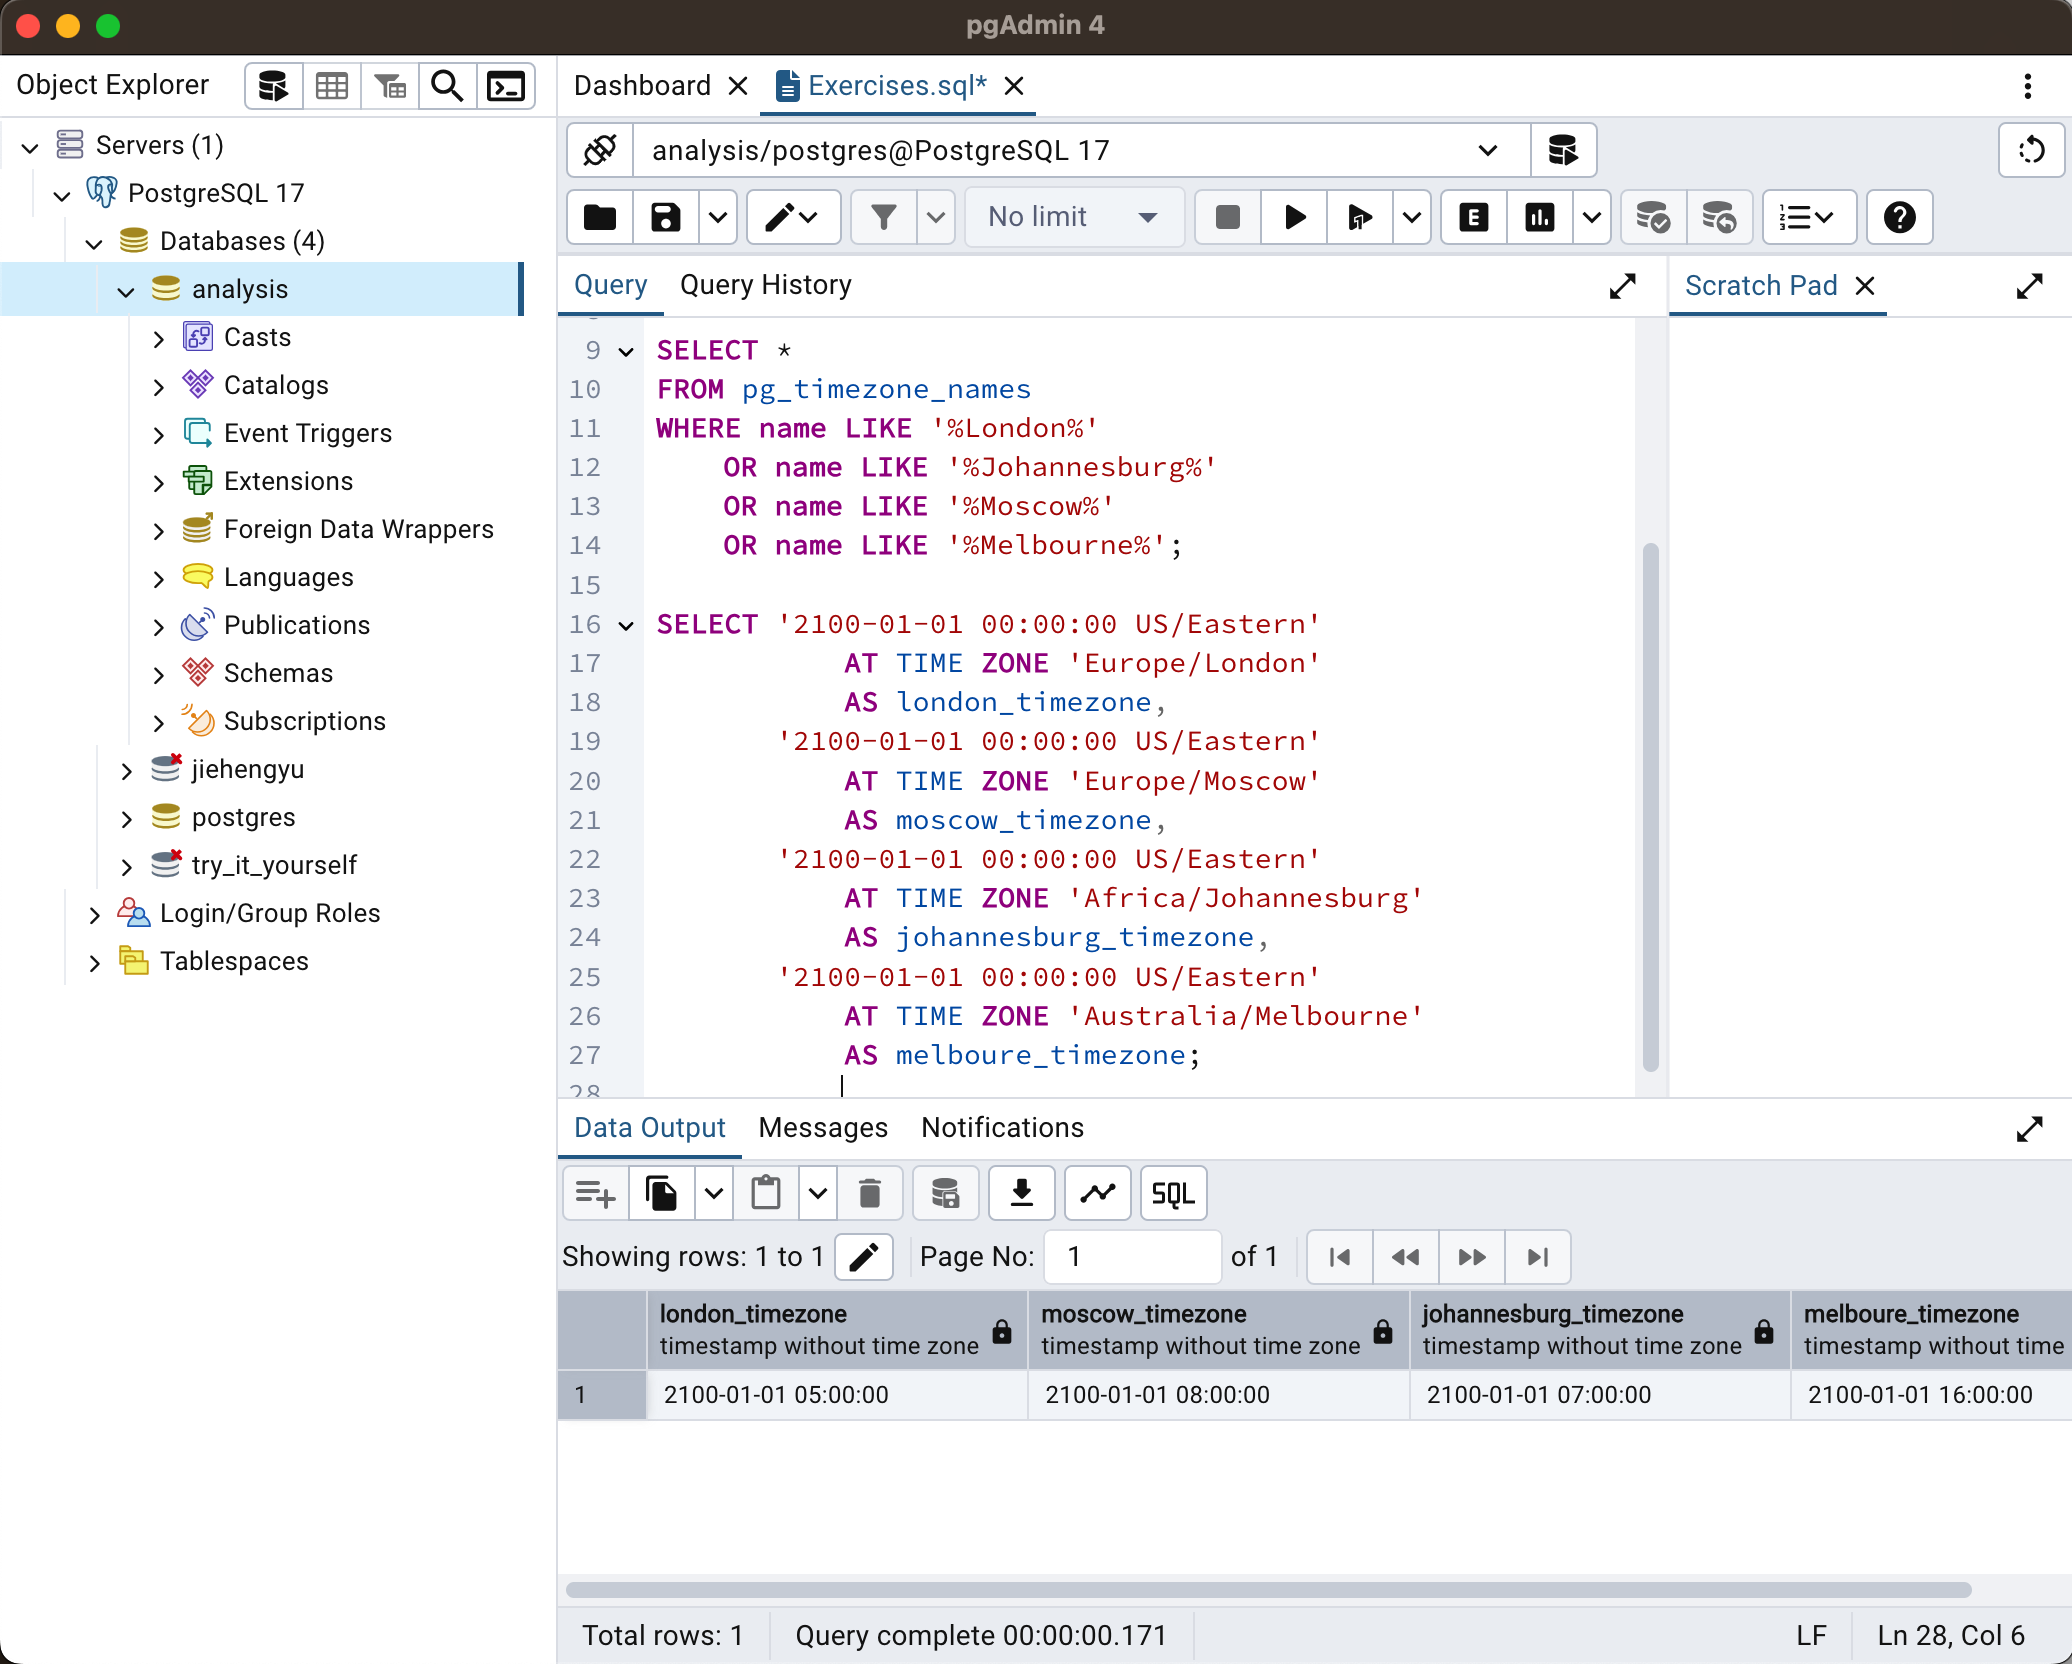 pgAdmin 4
Object Explorer
Servers (1)
PostgreSQL 17
Databases (4)
analysis
Casts
Catalogs
Event Triggers
Extensions
Foreign Data Wrappers
Languages
Publications
Schemas
Subscriptions
jiehengyu
postgres
try_it_yourself
Login/Group Roles
Tablespaces
Dashboard
Exercises.sql*
analysis/postgres@PostgreSQL 17
No limit
E
Query Query History
Scratch Pad
9 SELECT *
10 FROM pg_timezone_names
11 WHERE name LIKE '%London%'
12 OR name LIKE '%Johannesburg%'
13 OR name LIKE '%Moscow%'
14 OR name LIKE '%Melbourne%';
15
16 SELECT '2100-01-01 00:00:00 US/Eastern'
17 AT TIME ZONE 'Europe/London'
18 AS london_timezone,
19 '2100-01-01 00:00:00 US/Eastern'
20 AT TIME ZONE 'Europe/Moscow'
21 AS moscow_timezone,
22 '2100-01-01 00:00:00 US/Eastern'
23 AT TIME ZONE 'Africa/Johannesburg'
24 AS johannesburg_timezone,
25 '2100-01-01 00:00:00 US/Eastern'
26 AT TIME ZONE 'Australia/Melbourne'
27 AS melboure_timezone;
28
Data Output Messages Notifications
SQL
Showing rows: 1 to 1 Page No: 1 of 1
london_timezone moscow_timezone johannesburg_timezone melboure_timezone
timestamp without time zone timestamp without time zone timestamp without time zone timestamp without time
1 2100-01-01 05:00:00 2100-01-01 08:00:00 2100-01-01 07:00:00 2100-01-01 16:00:00
Total rows: 1 Query complete 00:00:00.171 LF Ln 28, Col 6